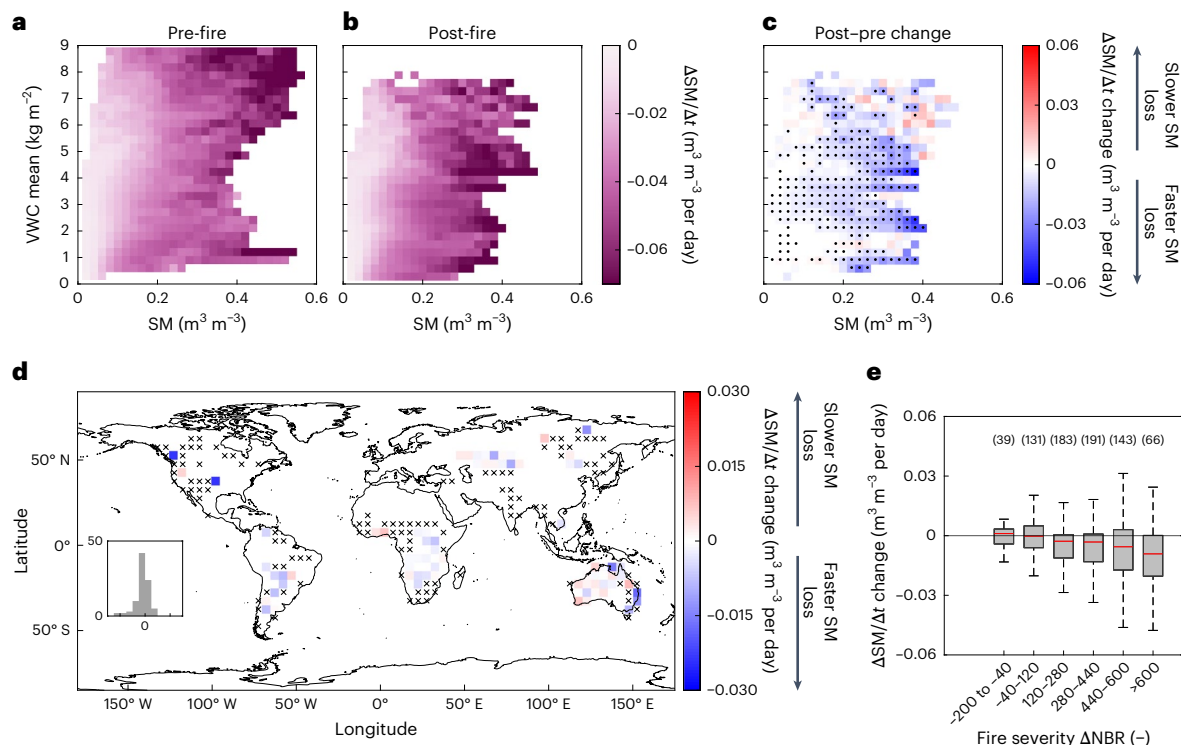 a
Pre-fire
9
8
7
6
5
4
3
2
1
0
VWC mean (kg m⁻²)
0
0.2
0.4
0.6
SM (m³ m⁻³)
b
Post-fire
0
0.2
0.4
0.6
SM (m³ m⁻³)
0
−0.02
−0.04
−0.06
ΔSM/Δt (m³ m⁻³ per day)
c
Post–pre change
0
0.2
0.4
0.6
SM (m³ m⁻³)
0.06
0.03
0
−0.03
−0.06
ΔSM/Δt change (m³ m⁻³ per day)
Slower SM
loss
Faster SM
loss
d
50° N
0°
50° S
Latitude
150° W
100° W
50° W
0°
50° E
100° E
150° E
Longitude
50
0
0
0.030
0.015
0
−0.015
−0.030
ΔSM/Δt change (m³ m⁻³ per day)
Slower SM
loss
Faster SM
loss
e
0.06
0.03
0
−0.03
−0.06
ΔSM/Δt change (m³ m⁻³ per day)
(39) (131) (183) (191) (143) (66)
−200 to −40
−40–120
120–280
280–440
440–600
>600
Fire severity ΔNBR (–)